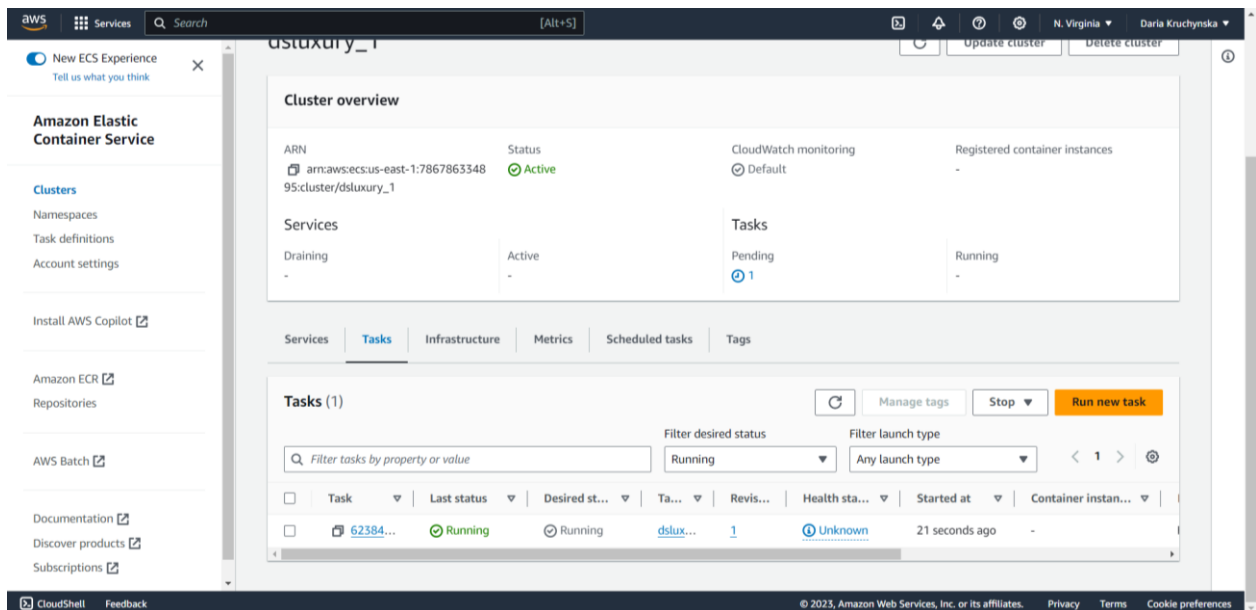 aws Services Search [Alt+S] N. Virginia Daria Kruchynska
New ECS Experience
Tell us what you think
Amazon Elastic
Container Service
Clusters
Namespaces
Task definitions
Account settings
Install AWS Copilot
Amazon ECR
Repositories
AWS Batch
Documentation
Discover products
Subscriptions
dsluxury_1 Update cluster Delete cluster
Cluster overview
ARN Status CloudWatch monitoring Registered container instances
arn:aws:ecs:us-east-1:7867863348 Active Default -
95:cluster/dsluxury_1
Services Tasks
Draining Active Pending Running
- - 1 -
Services Tasks Infrastructure Metrics Scheduled tasks Tags
Tasks (1) Manage tags Stop Run new task
Filter desired status Filter launch type
Filter tasks by property or value Running Any launch type 1
Task Last status Desired st... Ta... Revis... Health sta... Started at Container instan...
62384... Running Running dslux... 1 Unknown 21 seconds ago -
CloudShell Feedback © 2023, Amazon Web Services, Inc. or its affiliates. Privacy Terms Cookie preferences